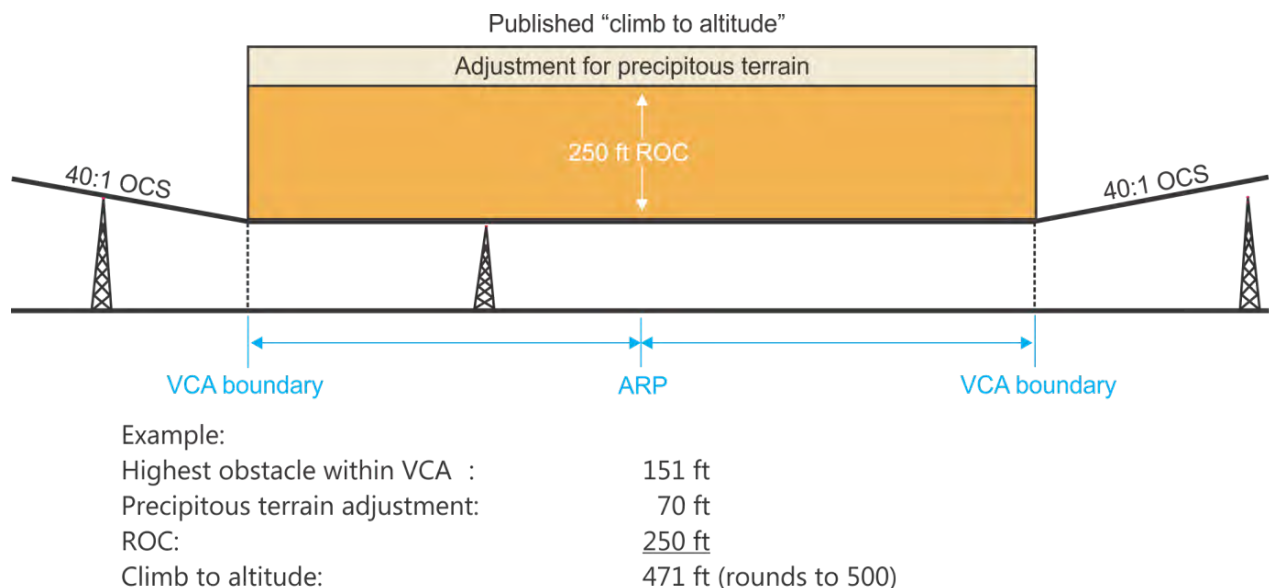 Published “climb to altitude”
Adjustment for precipitous terrain
250 ft ROC
40:1 OCS
40:1 OCS
VCA boundary
ARP
VCA boundary
Example:
Highest obstacle within VCA : 151 ft
Precipitous terrain adjustment: 70 ft
ROC: 250 ft
Climb to altitude: 471 ft (rounds to 500)